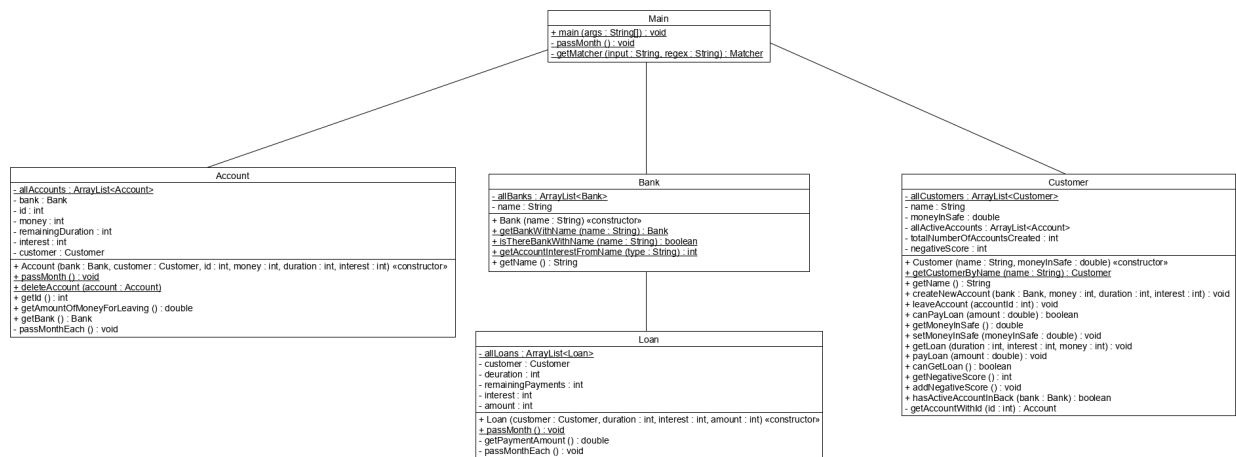 Main
+ main (args : String[]) : void
- passMonth () : void
- getMatcher (input : String, regex : String) : Matcher
Account
- allAccounts : ArrayList<Account>
- bank : Bank
- id : int
- money : int
- remainingDuration : int
- interest : int
- customer : Customer
+ Account (bank : Bank, customer : Customer, id : int, money : int, duration : int, interest : int) «constructor»
+ passMonth () : void
+ deleteAccount (account : Account)
+ getId () : int
+ getAmountOfMoneyForLeaving () : double
+ getBank () : Bank
- passMonthEach () : void
Bank
- allBanks : ArrayList<Bank>
- name : String
+ Bank (name : String) «constructor»
+ getBankWithName (name : String) : Bank
+ isThereBankWithName (name : String) : boolean
+ getAccountInterestFromName (type : String) : int
+ getName () : String
Loan
- allLoans : ArrayList<Loan>
- customer : Customer
- deuration : int
- remainingPayments : int
- interest : int
- amount : int
+ Loan (customer : Customer, duration : int, interest : int, amount : int) «constructor»
+ passMonth () : void
- getPaymentAmount () : double
- passMonthEach () : void
Customer
- allCustomers : ArrayList<Customer>
- name : String
- moneyInSafe : double
- allActiveAccounts : ArrayList<Account>
- totalNumberOfAccountsCreated : int
- negativeScore : int
+ Customer (name : String, moneyInSafe : double) «constructor»
+ getCustomerByName (name : String) : Customer
+ getName () : String
+ createNewAccount (bank : Bank, money : int, duration : int, interest : int) : void
+ leaveAccount (accountId : int) : void
+ canPayLoan (amount : double) : boolean
+ getMoneyInSafe () : double
+ setMoneyInSafe (moneyInSafe : double) : void
+ getLoan (duration : int, interest : int, money : int) : void
+ payLoan (amount : double) : void
+ canGetLoan () : boolean
+ getNegativeScore () : int
+ addNegativeScore () : void
+ hasActiveAccountInBack (bank : Bank) : boolean
- getAccountWithId (id : int) : Account